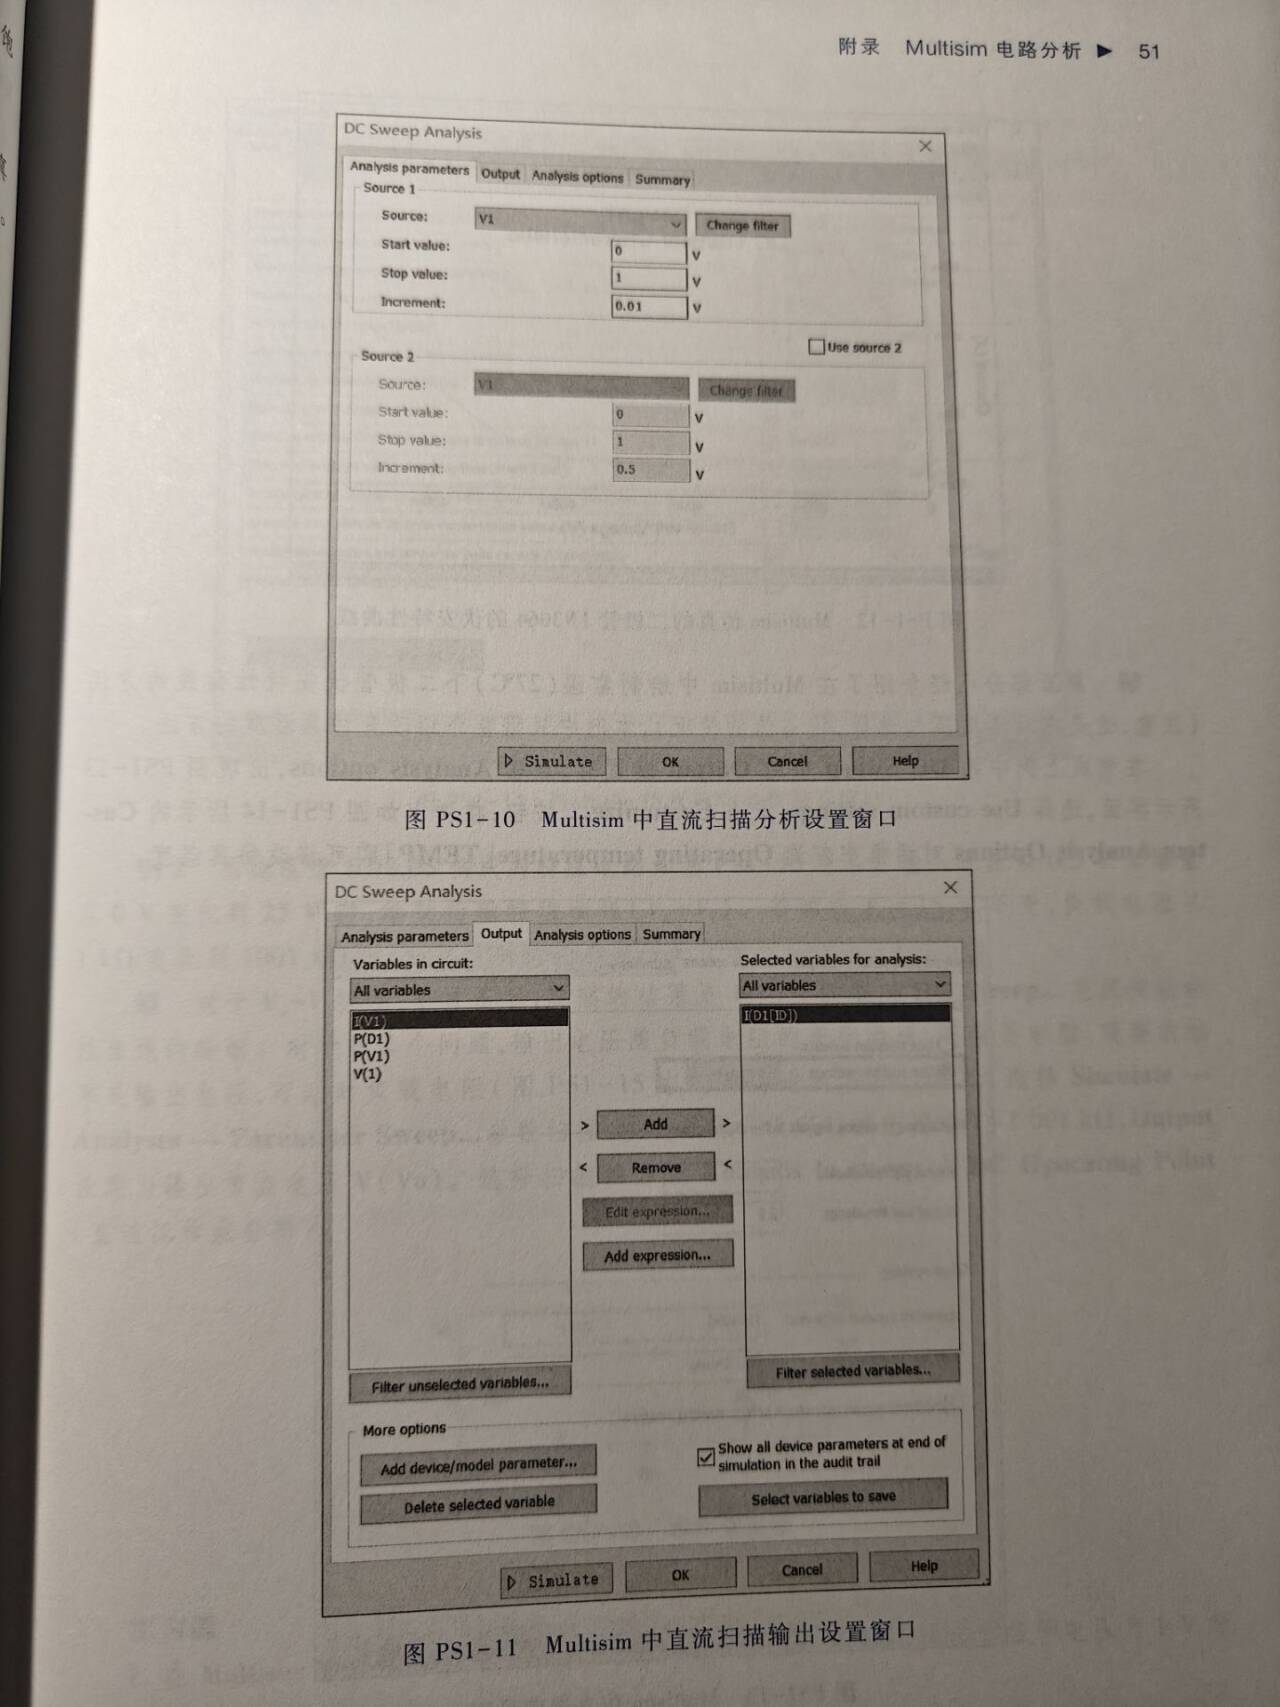 附录 Multisim 电路分析 ▶ 51
DC Sweep Analysis
Analysis parameters Output Analysis options Summary
Source 1
Source: V1 Change filter
Start value: 0 V
Stop value: 1 V
Increment: 0.01 V
Use source 2
Source 2
Source: V1 Change filter
Start value: 0 V
Stop value: 1 V
Increment: 0.5 V
Simulate OK Cancel Help
图 PS1-10 Multisim 中直流扫描分析设置窗口
DC Sweep Analysis
Analysis parameters Output Analysis options Summary
Variables in circuit: Selected variables for analysis:
All variables All variables
I(V1) I(D1[ID])
P(D1)
P(V1)
V(1)
> Add >
< Remove <
Edit expression...
Add expression...
Filter unselected variables... Filter selected variables...
More options
Add device/model parameter... Show all device parameters at end of
simulation in the audit trail
Delete selected variable Select variables to save
Simulate OK Cancel Help
图 PS1-11 Multisim 中直流扫描输出设置窗口